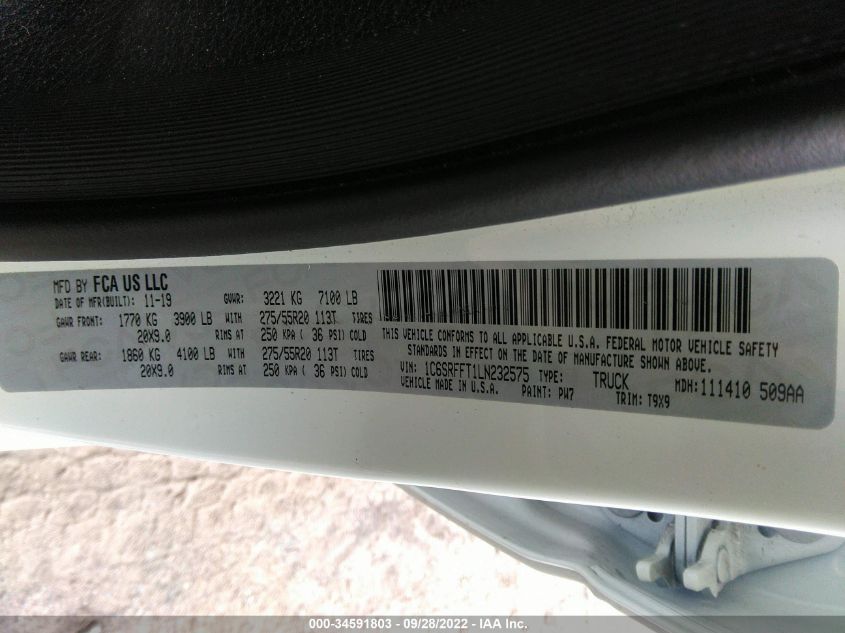 MFD BY FCA US LLC
DATE OF MFR(BUILT): 11-19 GVWR: 3221 KG 7100 LB
GAWR FRONT: 1770 KG 3900 LB WITH 275/55R20 113T TIRES
20X9.0 RIMS AT 250 KPA ( 36 PSI) COLD
GAWR REAR: 1860 KG 4100 LB WITH 275/55R20 113T TIRES
20X9.0 RIMS AT 250 KPA ( 36 PSI) COLD
THIS VEHICLE CONFORMS TO ALL APPLICABLE U.S.A. FEDERAL MOTOR VEHICLE SAFETY
STANDARDS IN EFFECT ON THE DATE OF MANUFACTURE SHOWN ABOVE.
VIN: 1C6SRFFT1LN232575 TYPE: TRUCK MDH:111410 509AA
VEHICLE MADE IN U.S.A. PAINT: PW7 TRIM: T9X9
000-34591803 - 09/28/2022 - IAA Inc.